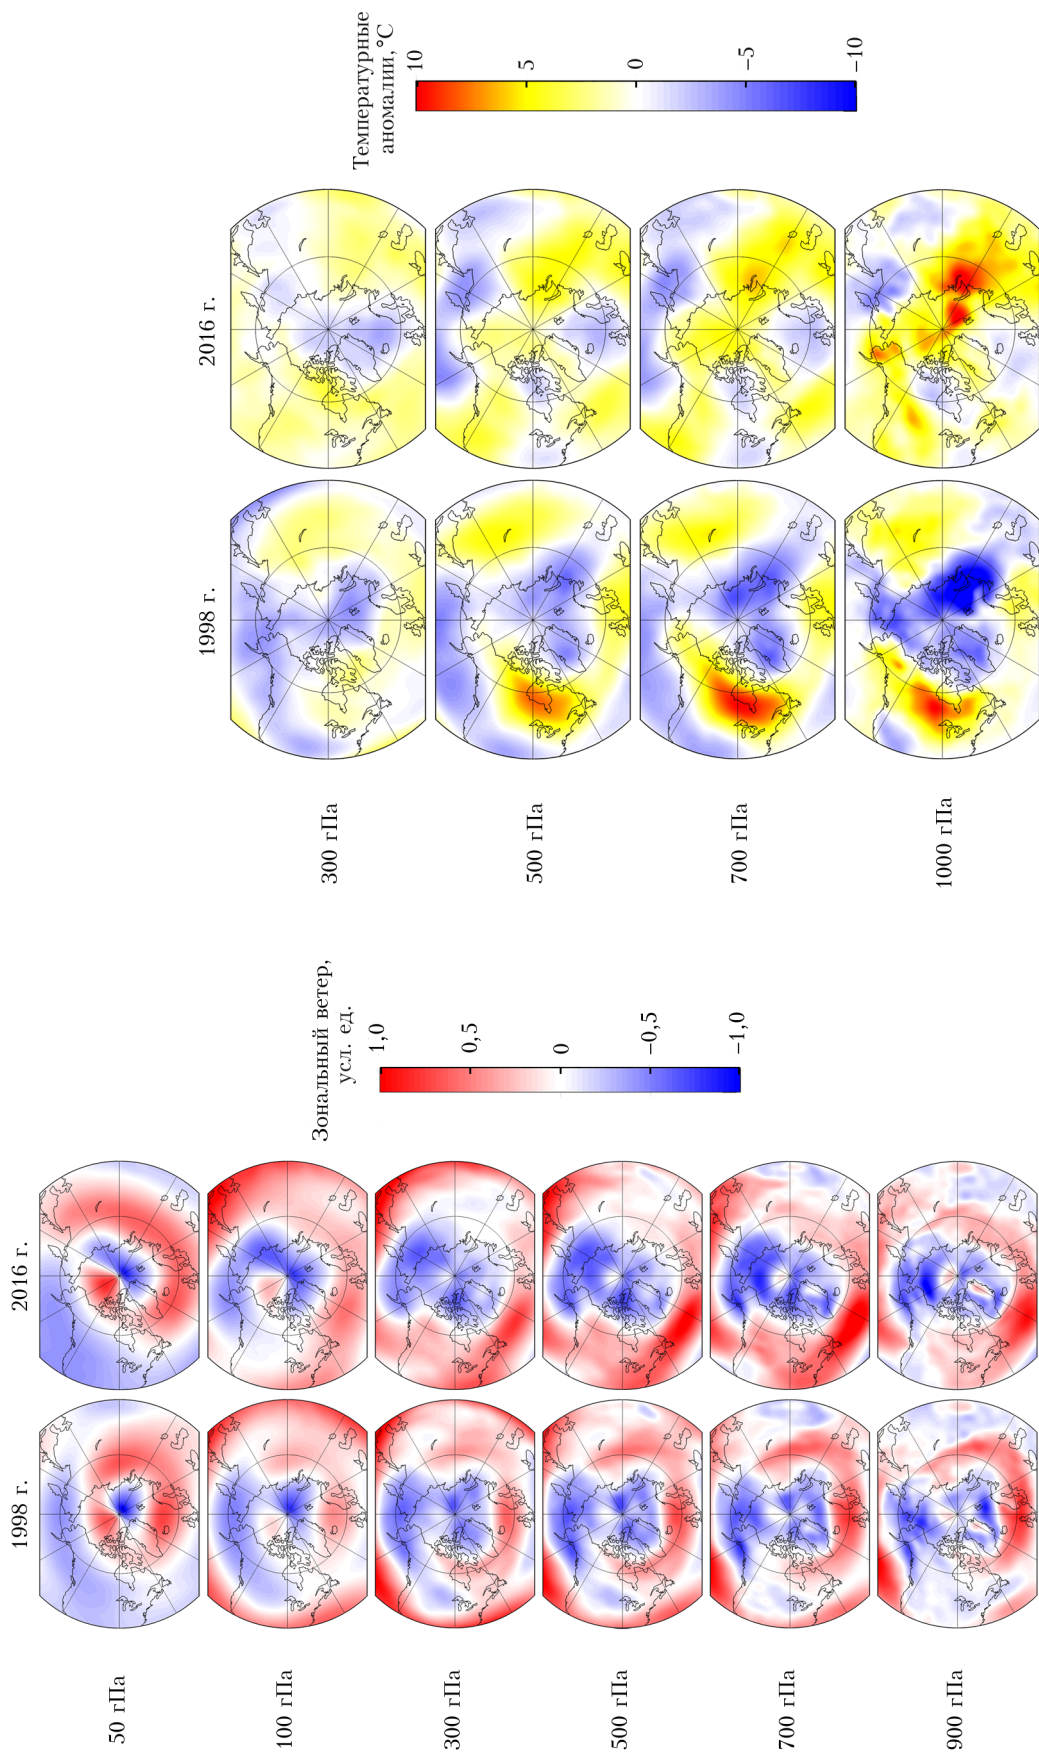 1998 г.
2016 г.
50 гПа
100 гПа
300 гПа
500 гПа
700 гПа
900 гПа
Зональный ветер,
усл. ед.
1,0
0,5
0
–0,5
–1,0
1998 г.
2016 г.
300 гПа
500 гПа
700 гПа
1000 гПа
Температурные
аномалии, °C
10
5
0
–5
–10